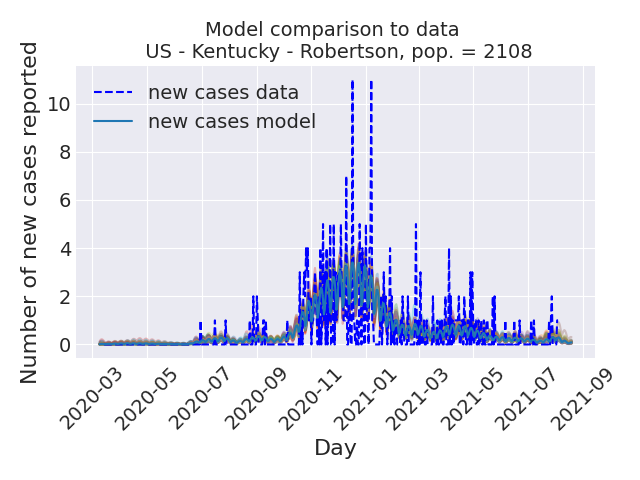 Model comparison to data
US - Kentucky - Robertson, pop. = 2108
Number of new cases reported
10
8
6
4
2
0
new cases data
new cases model
2020-03
2020-05
2020-07
2020-09
2020-11
2021-01
2021-03
2021-05
2021-07
2021-09
Day